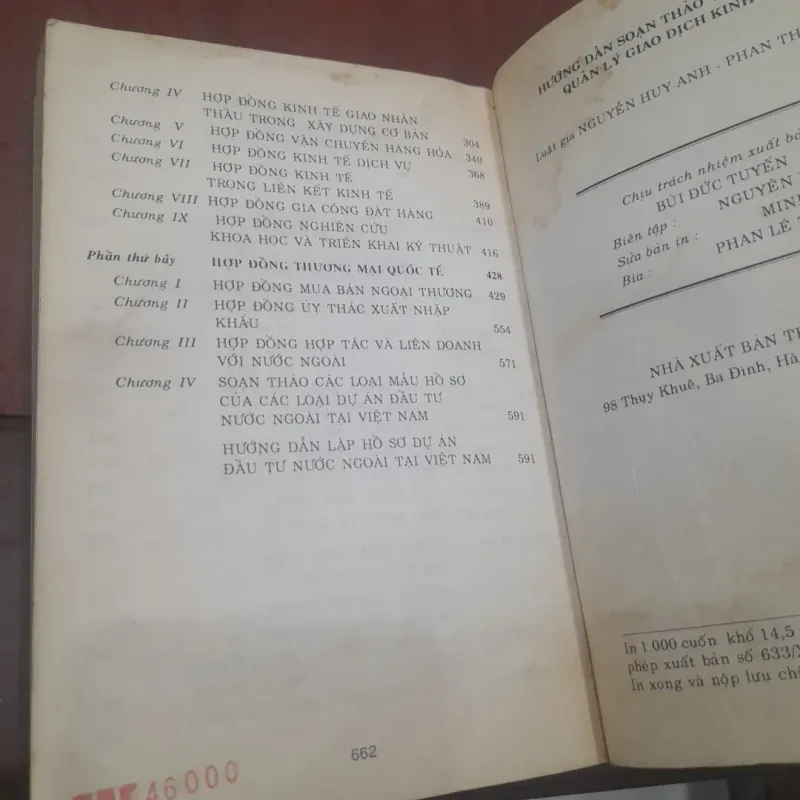 Chương IV HỢP ĐỒNG KINH TẾ GIAO NHẬN
THẦU TRONG XÂY DỰNG CƠ BẢN 304
Chương V HỢP ĐỒNG VẬN CHUYỂN HÀNG HÓA 340
Chương VI HỢP ĐỒNG KINH TẾ DỊCH VỤ 368
Chương VII HỢP ĐỒNG KINH TẾ
TRONG LIÊN KẾT KINH TẾ 389
Chương VIII HỢP ĐỒNG GIA CÔNG ĐẶT HÀNG 410
Chương IX HỢP ĐỒNG NGHIÊN CỨU
KHOA HỌC VÀ TRIỂN KHAI KỸ THUẬT 416
Phần thứ bảy HỢP ĐỒNG THƯƠNG MẠI QUỐC TẾ 428
Chương I HỢP ĐỒNG MUA BÁN NGOẠI THƯƠNG 429
Chương II HỢP ĐỒNG ỦY THÁC XUẤT NHẬP
KHẨU 554
Chương III HỢP ĐỒNG HỢP TÁC VÀ LIÊN DOANH
VỚI NƯỚC NGOÀI 571
Chương IV SOẠN THẢO CÁC LOẠI MẪU HỒ SƠ
CỦA CÁC LOẠI DỰ ÁN ĐẦU TƯ
NƯỚC NGOÀI TẠI VIỆT NAM 591
HƯỚNG DẪN LẬP HỒ SƠ DỰ ÁN
ĐẦU TƯ NƯỚC NGOÀI TẠI VIỆT NAM 591
662
46000
HƯỚNG DẪN SOẠN THẢO
QUẢN LÝ GIAO DỊCH KINH
Luật gia NGUYỄN HUY ANH - PHAN TH
Chịu trách nhiệm xuất bả
BÙI ĐỨC TUYẾN
Biên tập : NGUYỄN
Sửa bản in : MINH
Bìa : PHAN LÊ
NHÀ XUẤT BẢN TH
98 Thụy Khuê, Ba Đình, Hà
In 1.000 cuốn khổ 14,5
phép xuất bản số 633/
In xong và nộp lưu chi